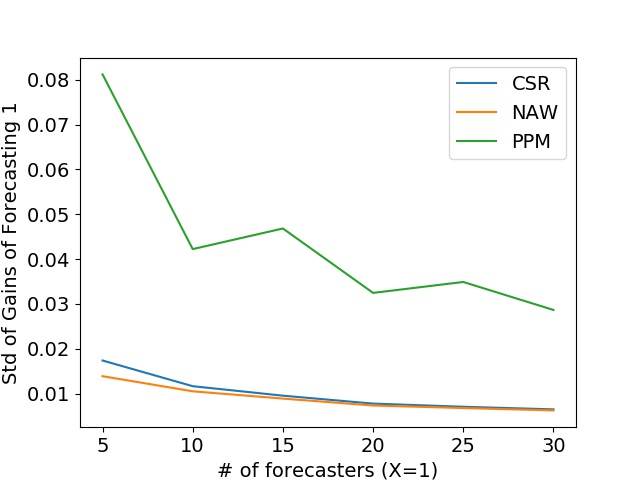 CSR
NAW
PPM
0.08
0.07
0.06
0.05
0.04
0.03
0.02
0.01
Std of Gains of Forecasting 1
5 10 15 20 25 30
# of forecasters (X=1)